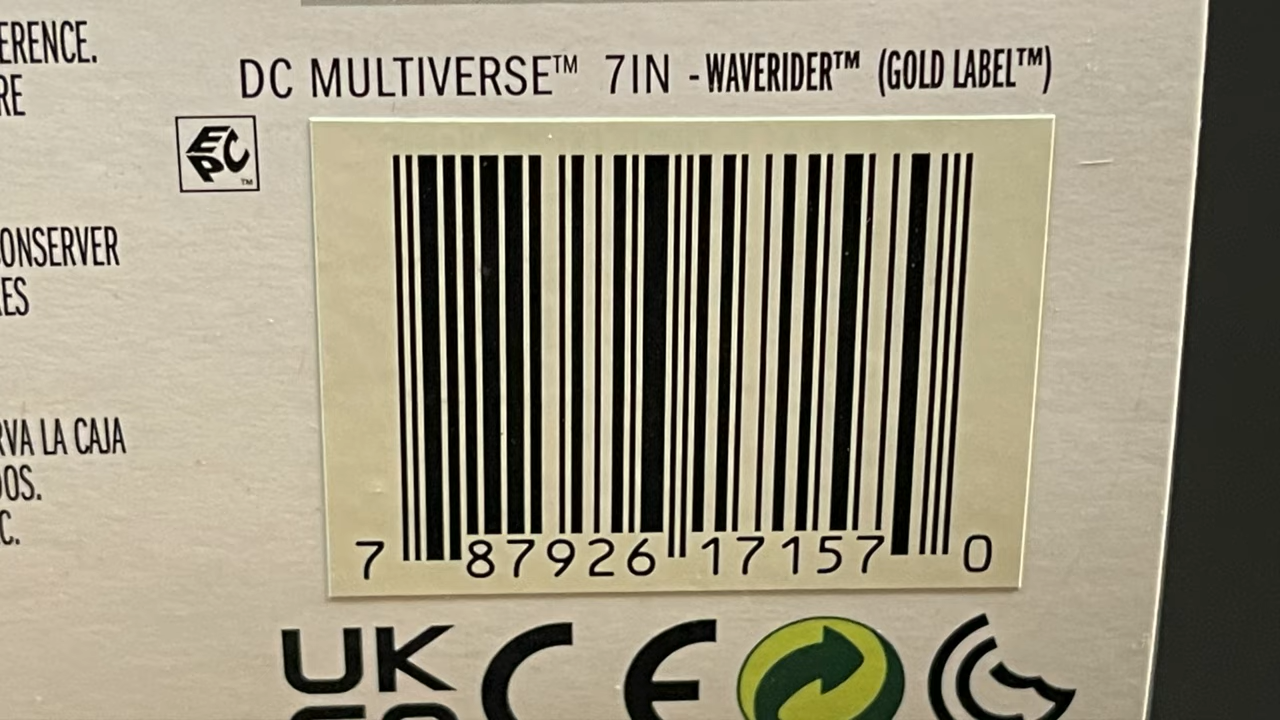 ERENCE.
RE
DC MULTIVERSE™ 7IN - WAVERIDER™ (GOLD LABEL™)
EPC™
ONSERVER
ES
RVA LA CAJA
OS.
C.
7 87926 17157 0
UK
CE